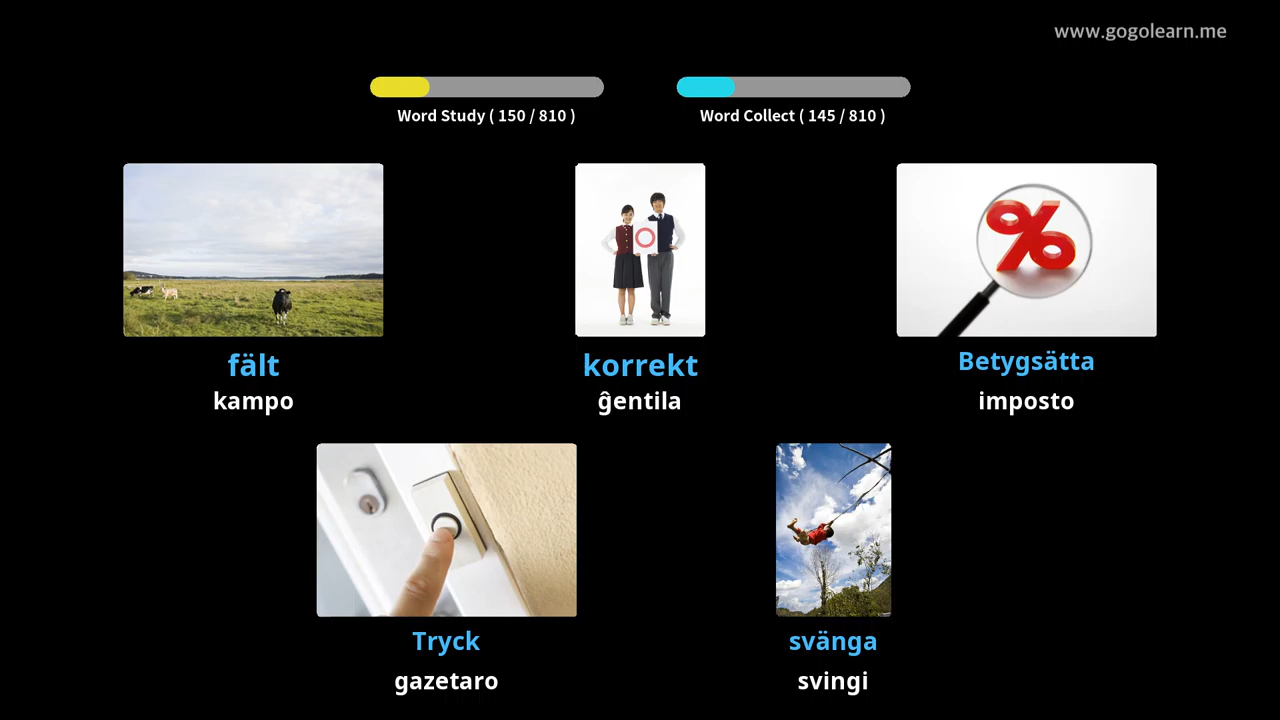 www.gogolearn.me
Word Study ( 150 / 810 )
Word Collect ( 145 / 810 )
fält
kampo
korrekt
ĝentila
Betygsätta
imposto
Tryck
gazetaro
svänga
svingi